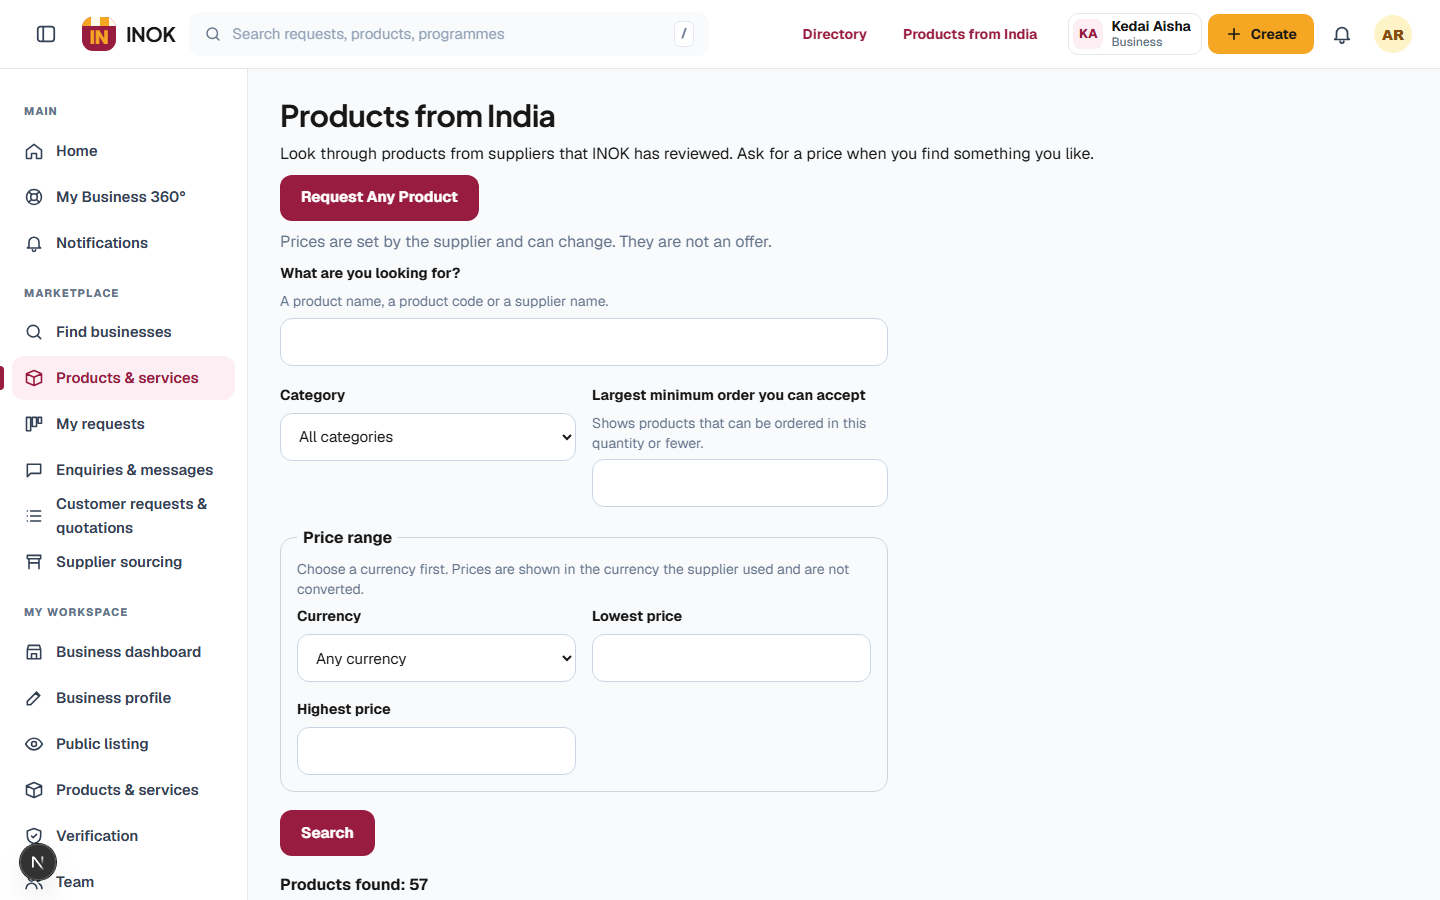 IN INOK
Search requests, products, programmes
/
Directory
Products from India
KA
Kedai Aisha
Business
Create
AR
MAIN
Home
My Business 360°
Notifications
MARKETPLACE
Find businesses
Products & services
My requests
Enquiries & messages
Customer requests &
quotations
Supplier sourcing
MY WORKSPACE
Business dashboard
Business profile
Public listing
Products & services
Verification
N
Team
Products from India
Look through products from suppliers that INOK has reviewed. Ask for a price when you find something you like.
Request Any Product
Prices are set by the supplier and can change. They are not an offer.
What are you looking for?
A product name, a product code or a supplier name.
Category
All categories
Largest minimum order you can accept
Shows products that can be ordered in this
quantity or fewer.
Price range
Choose a currency first. Prices are shown in the currency the supplier used and are not
converted.
Currency
Any currency
Lowest price
Highest price
Search
Products found: 57